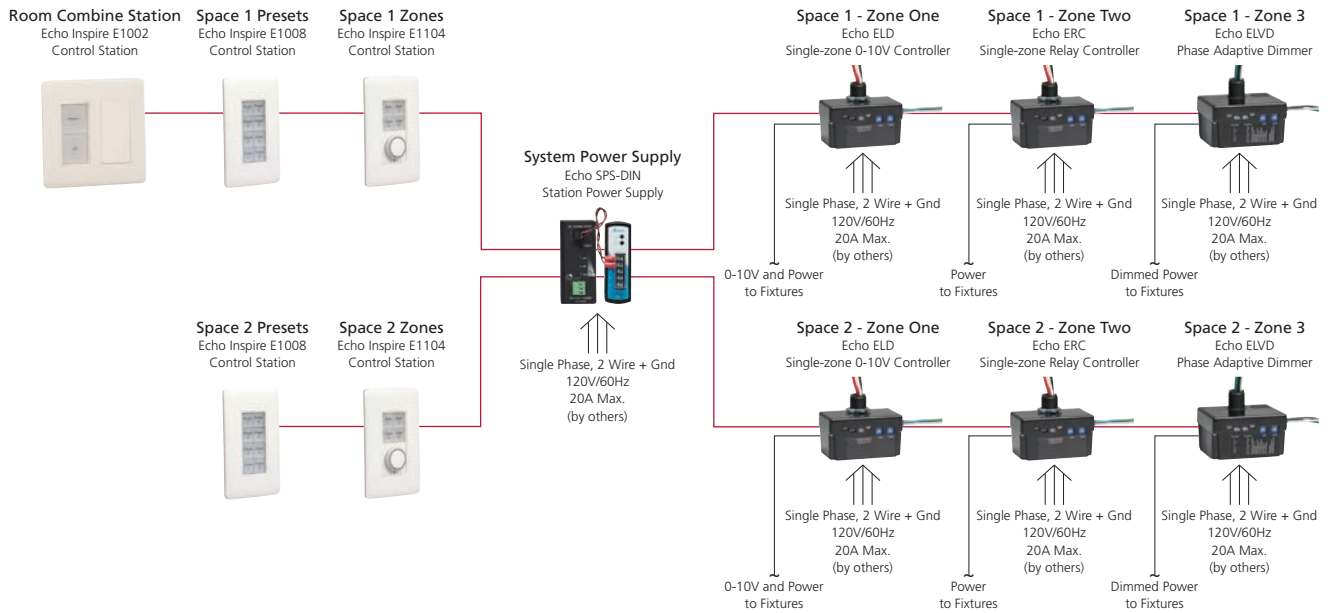 Room Combine Station
Echo Inspire E1002
Control Station
Space 1 Presets
Echo Inspire E1008
Control Station
Space 1 Zones
Echo Inspire E1104
Control Station
System Power Supply
Echo SPS-DIN
Station Power Supply
Single Phase, 2 Wire + Gnd
120V/60Hz
20A Max.
(by others)
Space 1 - Zone One
Echo ELD
Single-zone 0-10V Controller
Single Phase, 2 Wire + Gnd
120V/60Hz
20A Max.
(by others)
0-10V and Power
to Fixtures
Space 1 - Zone Two
Echo ERC
Single-zone Relay Controller
Single Phase, 2 Wire + Gnd
120V/60Hz
20A Max.
(by others)
Power
to Fixtures
Space 1 - Zone 3
Echo ELVD
Phase Adaptive Dimmer
Single Phase, 2 Wire + Gnd
120V/60Hz
20A Max.
(by others)
Dimmed Power
to Fixtures
Space 2 Presets
Echo Inspire E1008
Control Station
Space 2 Zones
Echo Inspire E1104
Control Station
Space 2 - Zone One
Echo ELD
Single-zone 0-10V Controller
Single Phase, 2 Wire + Gnd
120V/60Hz
20A Max.
(by others)
0-10V and Power
to Fixtures
Space 2 - Zone Two
Echo ERC
Single-zone Relay Controller
Single Phase, 2 Wire + Gnd
120V/60Hz
20A Max.
(by others)
Power
to Fixtures
Space 2 - Zone 3
Echo ELVD
Phase Adaptive Dimmer
Single Phase, 2 Wire + Gnd
120V/60Hz
20A Max.
(by others)
Dimmed Power
to Fixtures